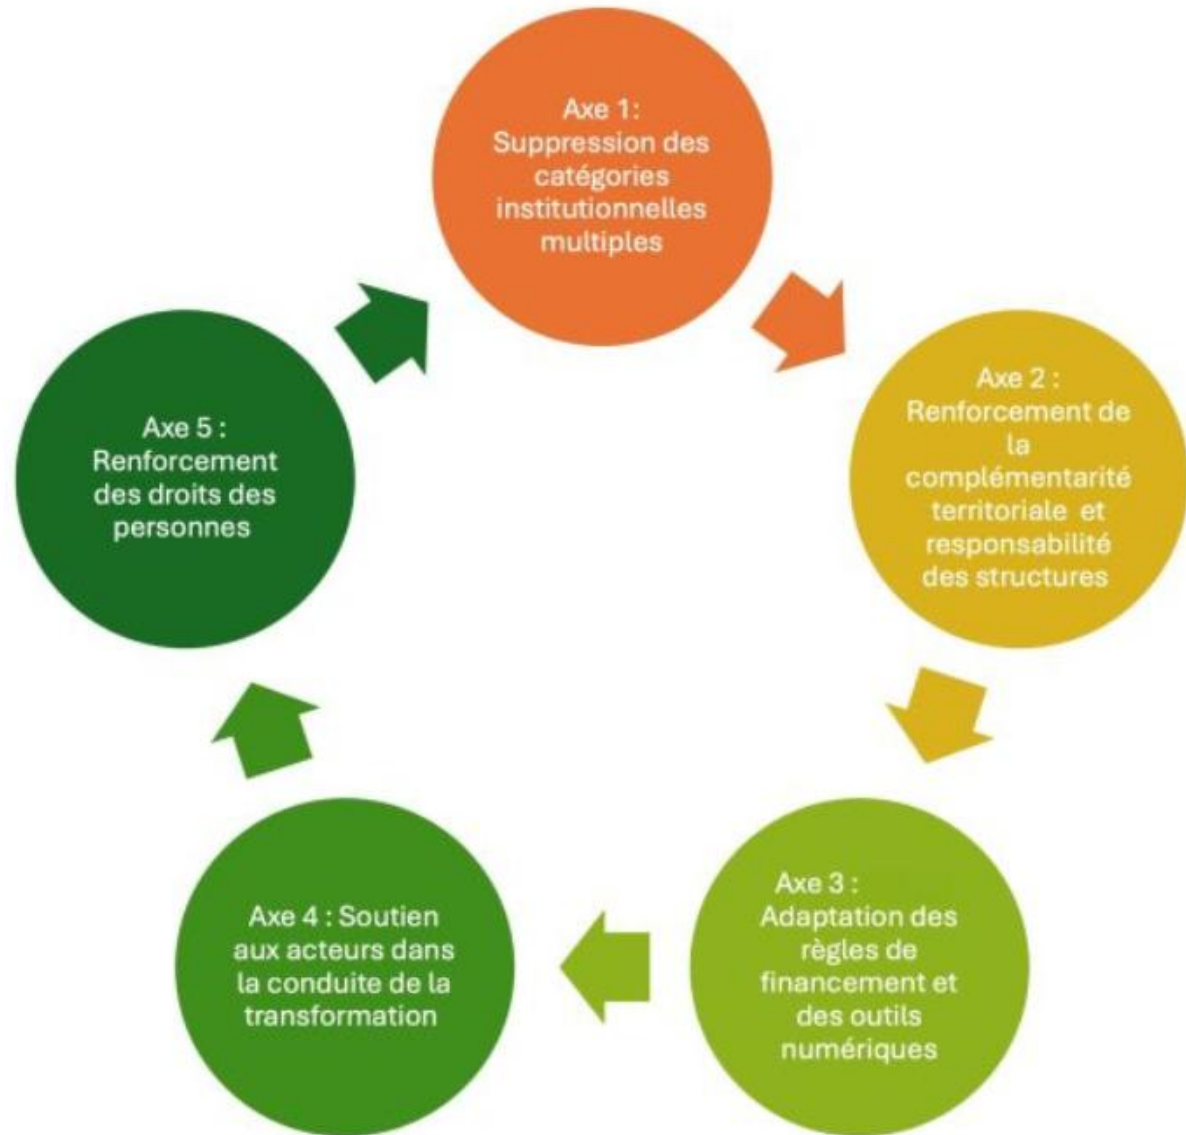 Axe 1:
Suppression des
catégories
institutionnelles
multiples
Axe 2 :
Renforcement de
la
complémentarité
territoriale et
responsabilité
des structures
Axe 3 :
Adaptation des
règles de
financement et
des outils
numériques
Axe 4 : Soutien
aux acteurs dans
la conduite de la
transformation
Axe 5 :
Renforcement
des droits des
personnes